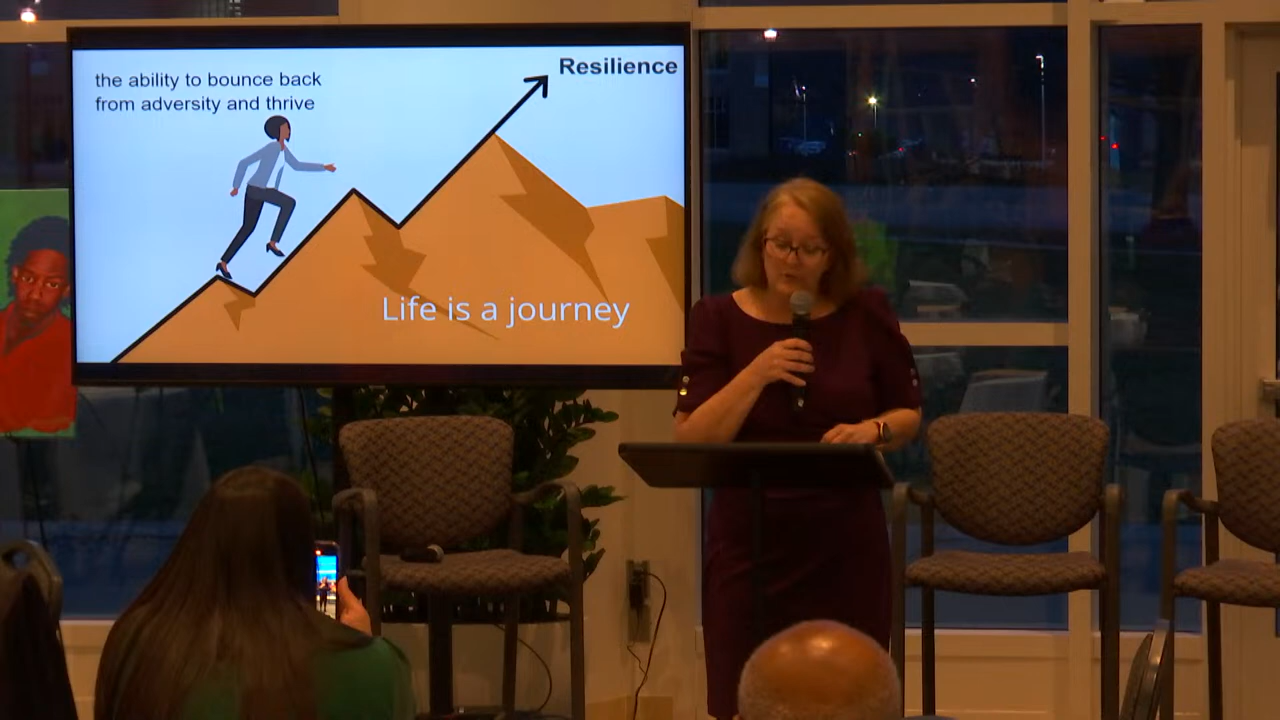 the ability to bounce back
from adversity and thrive
Resilience
Life is a journey